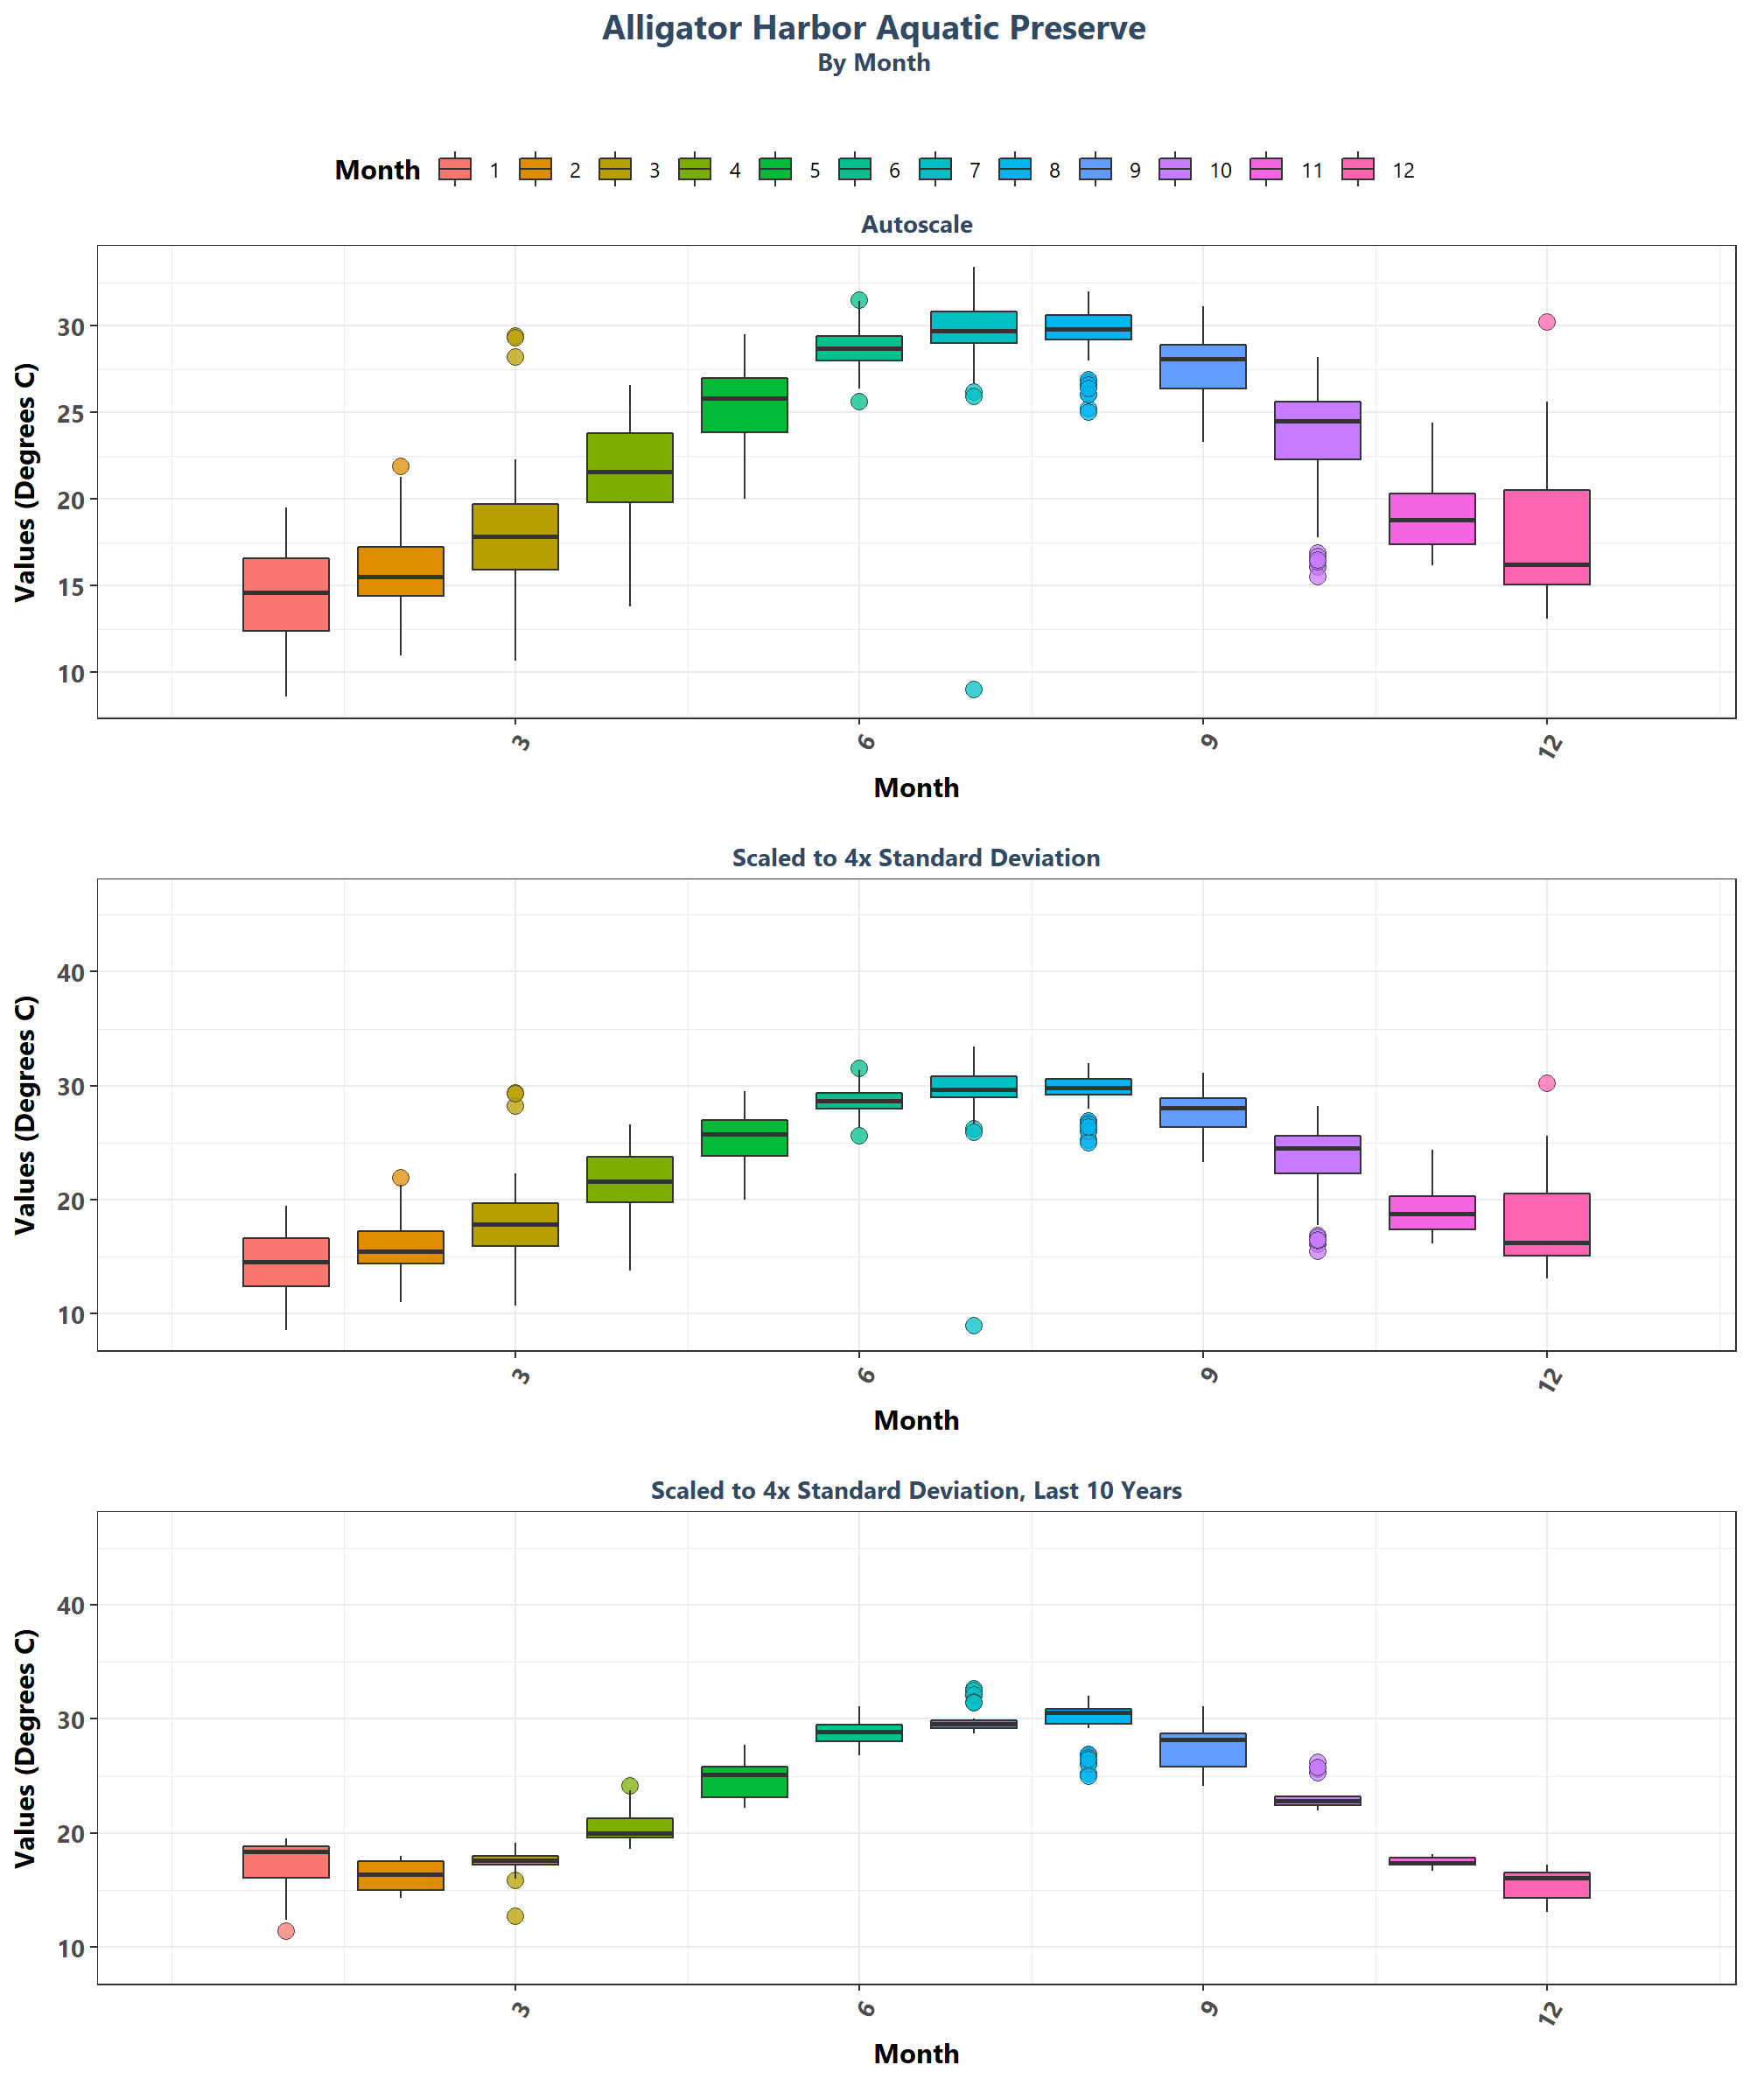 Alligator Harbor Aquatic Preserve
By Month
Month 1 2 3 4 5 6 7 8 9 10 11 12
Autoscale
Values (Degrees C)
30
25
20
15
10
3 6 9 12
Month
Scaled to 4x Standard Deviation
Values (Degrees C)
40
30
20
10
3 6 9 12
Month
Scaled to 4x Standard Deviation, Last 10 Years
Values (Degrees C)
40
30
20
10
3 6 9 12
Month